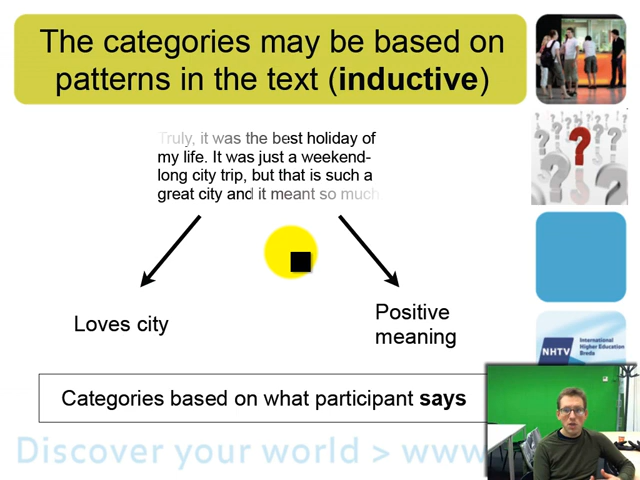 The categories may be based on
patterns in the text (inductive)
Truly, it was the best holiday of
my life. It was just a weekend-
long city trip, but that is such a
great city and it meant so much
Loves city
Positive
meaning
NHTV
International
Higher Education
Breda
Categories based on what participant says
Discover your world > www